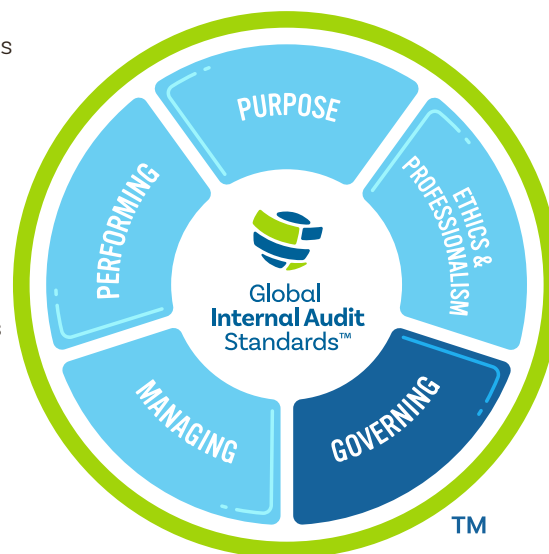 s
PURPOSE
ETHICS &
PROFESSIONALISM
PERFORMING
Global
Internal Audit
Standards™
s
MANAGING
GOVERNING
TM